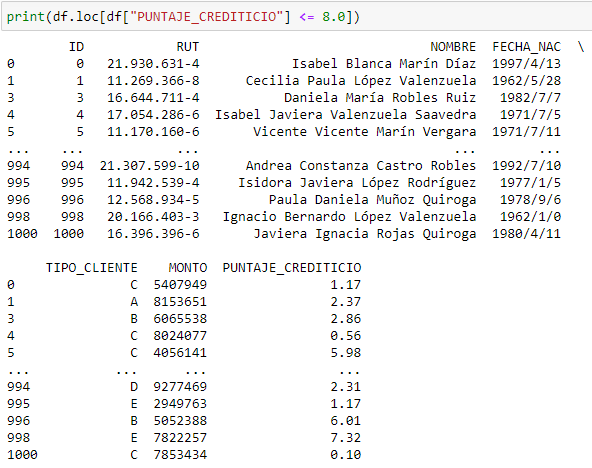 print(df.loc[df["PUNTAJE_CREDITICIO"] <= 8.0])
ID RUT NOMBRE FECHA_NAC \
0 0 21.930.631-4 Isabel Blanca Marín Díaz 1997/4/13
1 1 11.269.366-8 Cecilia Paula López Valenzuela 1962/5/28
3 3 16.644.711-4 Daniela María Robles Ruiz 1982/7/7
4 4 17.054.286-6 Isabel Javiera Valenzuela Saavedra 1971/7/5
5 5 11.170.160-6 Vicente Vicente Marín Vergara 1971/7/11
... ... ... ... ...
994 994 21.307.599-10 Andrea Constanza Castro Robles 1992/7/10
995 995 11.942.539-4 Isidora Javiera López Rodríguez 1977/1/5
996 996 12.568.934-5 Paula Daniela Muñoz Quiroga 1978/9/6
998 998 20.166.403-3 Ignacio Bernardo López Valenzuela 1962/1/0
1000 1000 16.396.396-6 Javiera Ignacia Rojas Quiroga 1980/4/11
TIPO_CLIENTE MONTO PUNTAJE_CREDITICIO
0 C 5407949 1.17
1 A 8153651 2.37
3 B 6065538 2.86
4 C 8024077 0.56
5 C 4056141 5.98
... ... ... ...
994 D 9277469 2.31
995 E 2949763 1.17
996 B 5052388 6.01
998 E 7822257 7.32
1000 C 7853434 0.10